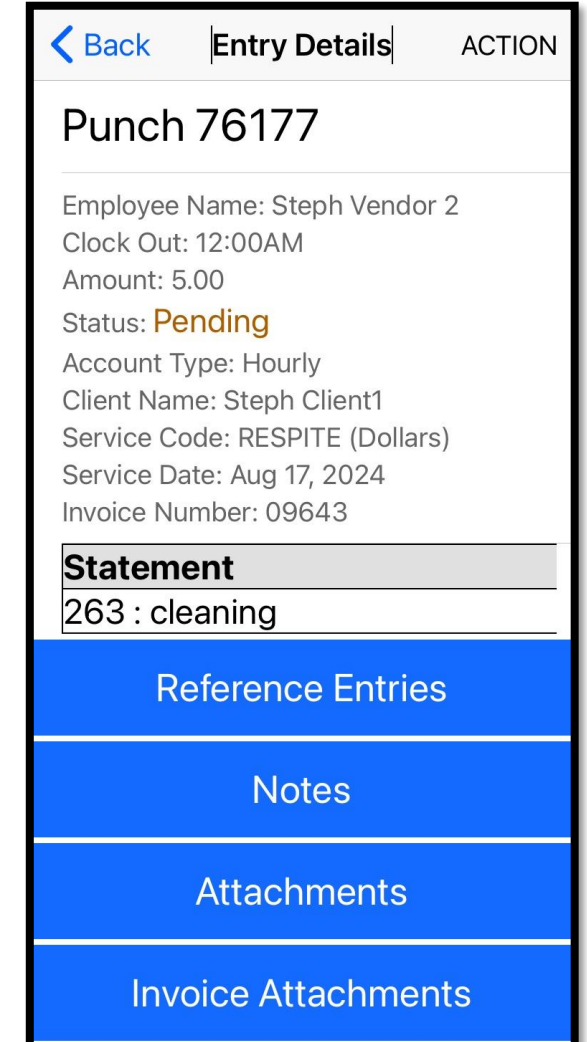 Back Entry Details ACTION
Punch 76177
Employee Name: Steph Vendor 2
Clock Out: 12:00AM
Amount: 5.00
Status: Pending
Account Type: Hourly
Client Name: Steph Client1
Service Code: RESPITE (Dollars)
Service Date: Aug 17, 2024
Invoice Number: 09643
Statement
263 : cleaning
Reference Entries
Notes
Attachments
Invoice Attachments